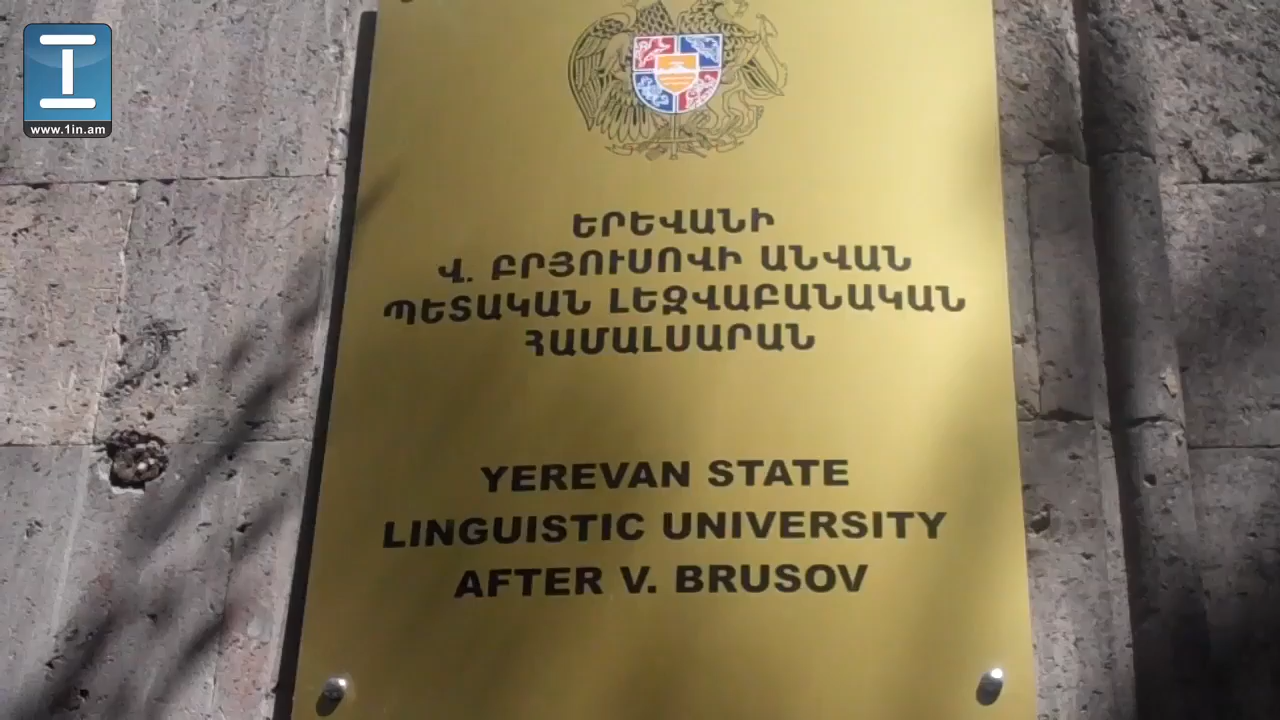 www.1in.am
ԵՐԵՎԱՆԻ
Վ. ԲՐՅՈՒՍՈՎԻ ԱՆՎԱՆ
ՊԵՏԱԿԱՆ ԼԵԶՎԱԲԱՆԱԿԱՆ
ՀԱՄԱԼՍԱՐԱՆ
YEREVAN STATE
LINGUISTIC UNIVERSITY
AFTER V. BRUSOV